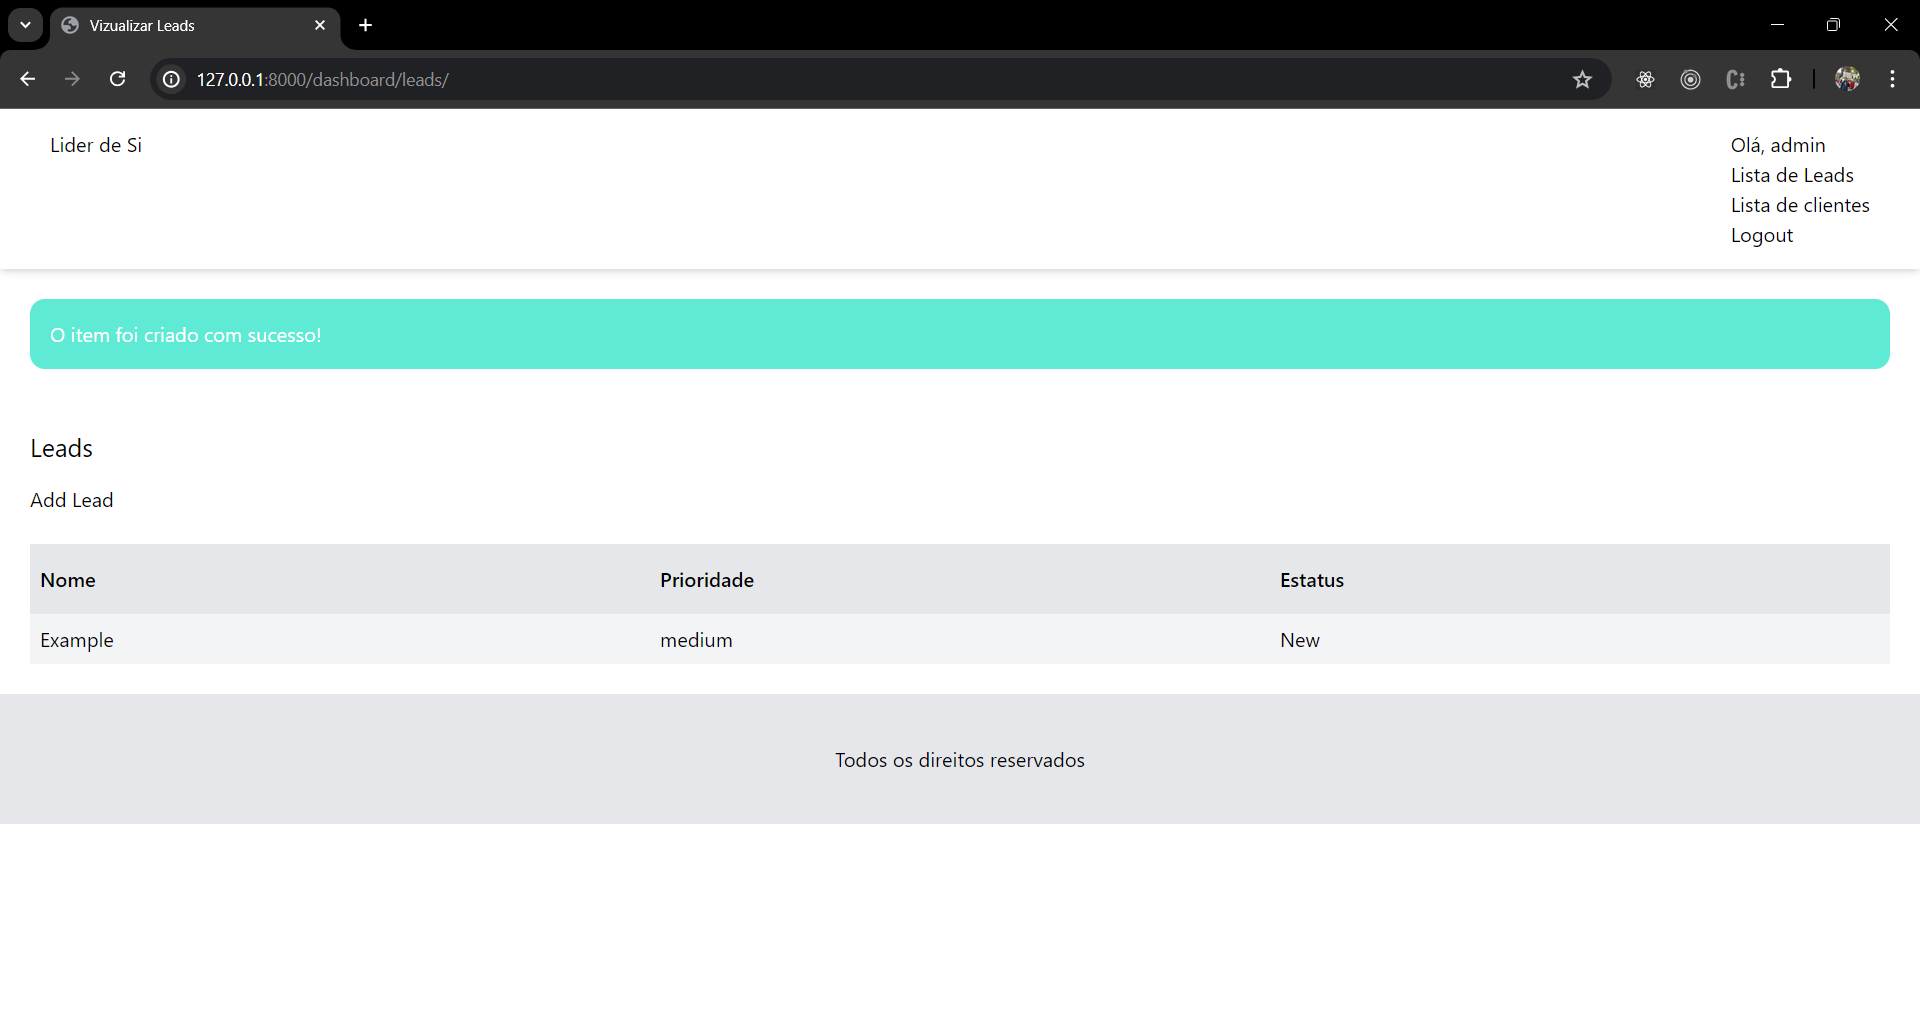 Vizualizar Leads
127.0.0.1:8000/dashboard/leads/
Lider de Si
Olá, admin
Lista de Leads
Lista de clientes
Logout
O item foi criado com sucesso!
Leads
Add Lead
Nome Prioridade Estatus
Example medium New
Todos os direitos reservados